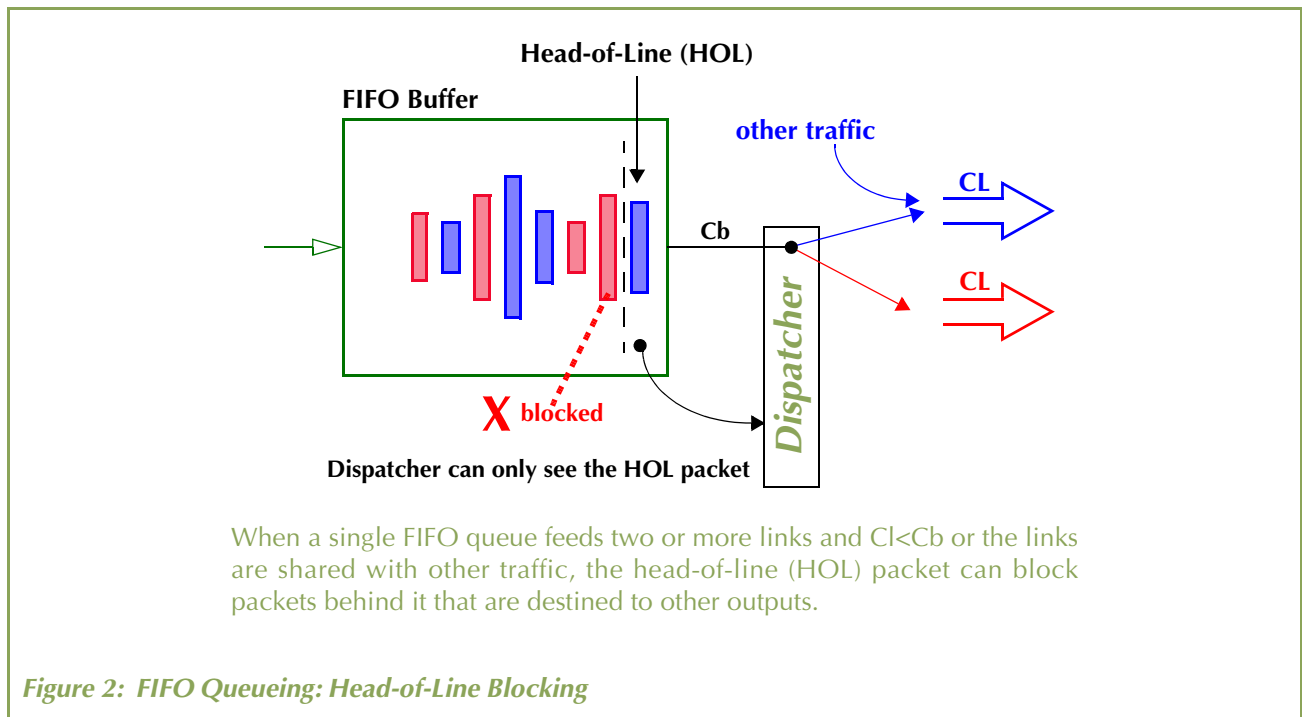 Head-of-Line (HOL)
FIFO Buffer
other traffic
CL
Cb
CL
Dispatcher
X blocked
Dispatcher can only see the HOL packet
When a single FIFO queue feeds two or more links and Cl<Cb or the links
are shared with other traffic, the head-of-line (HOL) packet can block
packets behind it that are destined to other outputs.
Figure 2: FIFO Queueing: Head-of-Line Blocking